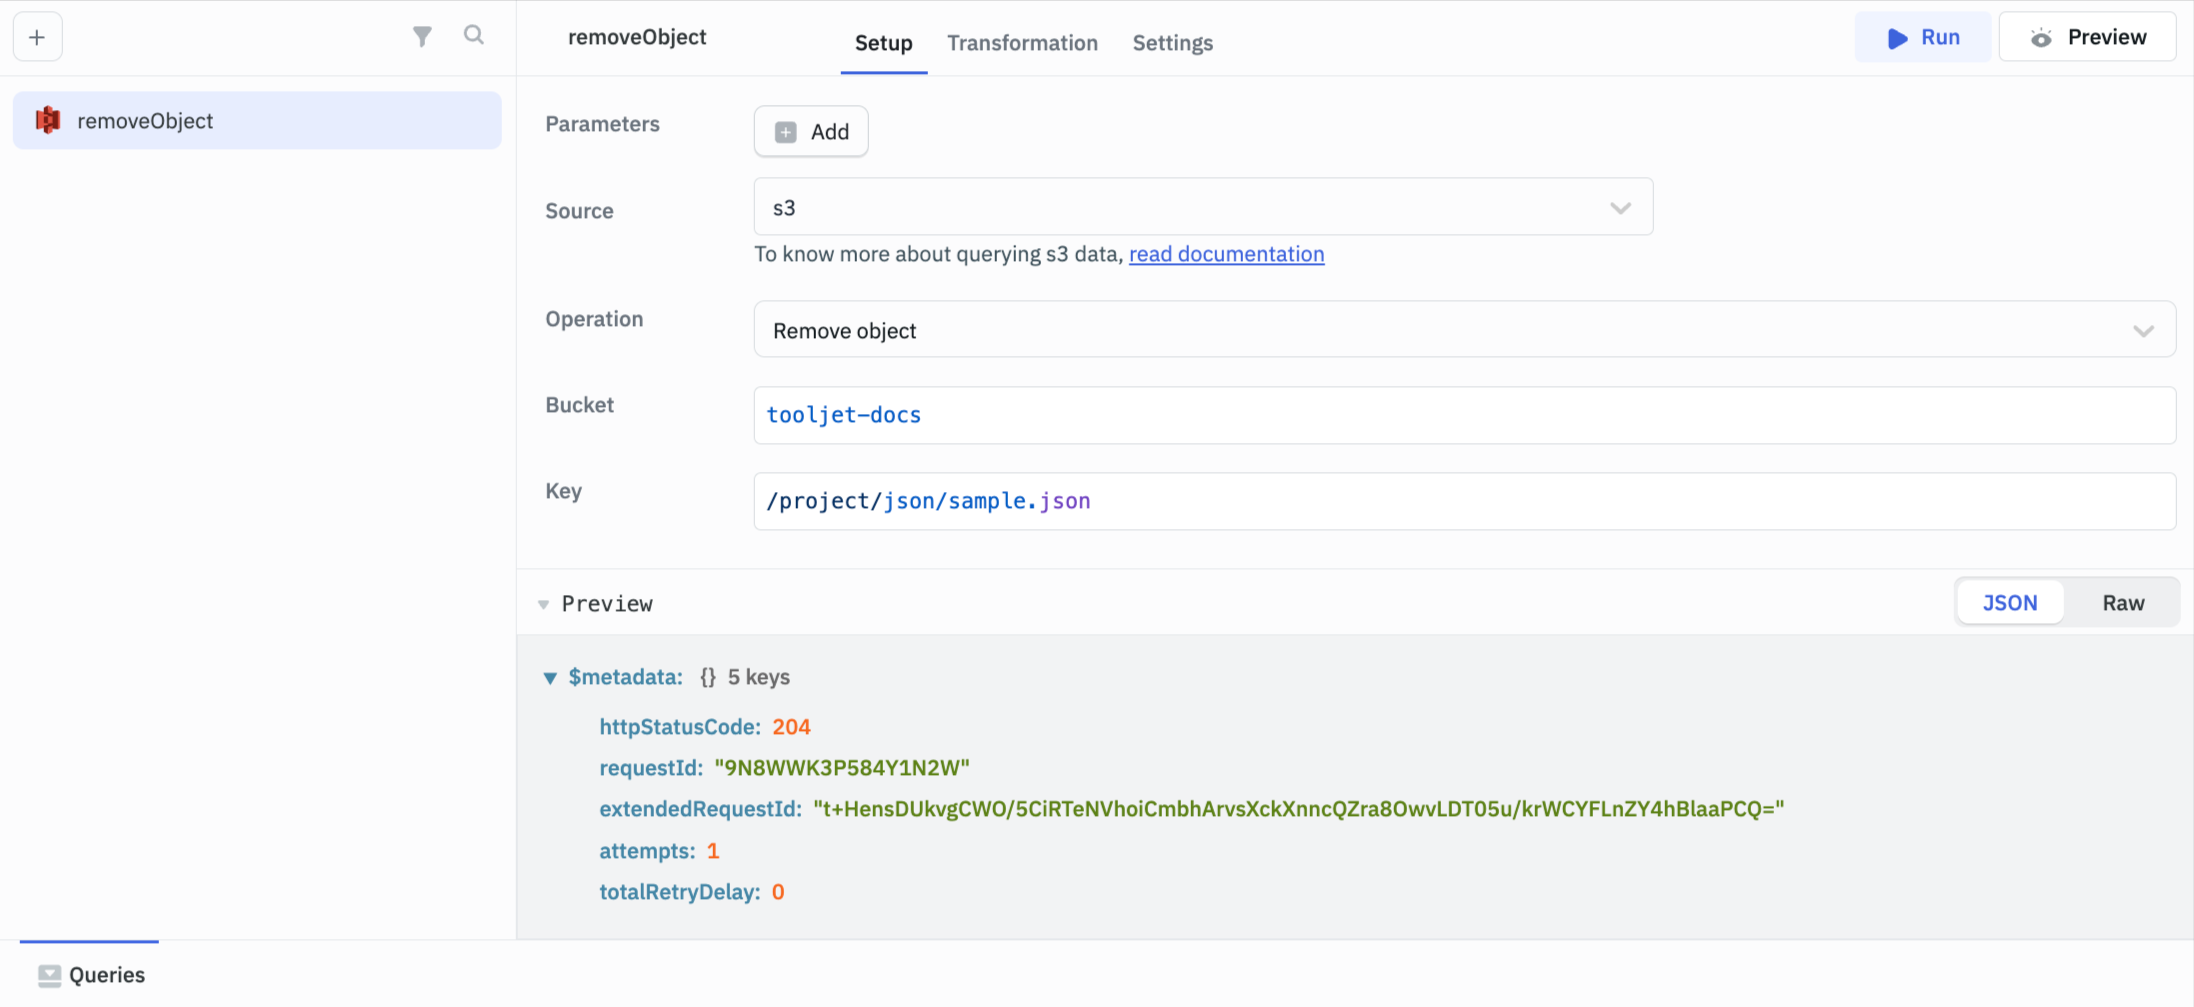 removeObject
Setup Transformation Settings
Run
Preview
removeObject
Parameters
Add
Source
s3
To know more about querying s3 data, read documentation
Operation
Remove object
Bucket
tooljet-docs
Key
/project/json/sample.json
Preview
JSON Raw
$metadata: {} 5 keys
httpStatusCode: 204
requestId: "9N8WWK3P584Y1N2W"
extendedRequestId: "t+HensDUkvgCWO/5CiRTeNVhoiCmbhArvsXckXnncQZra8OwvLDT05u/krWCYFLnZY4hBlaaPCQ="
attempts: 1
totalRetryDelay: 0
Queries